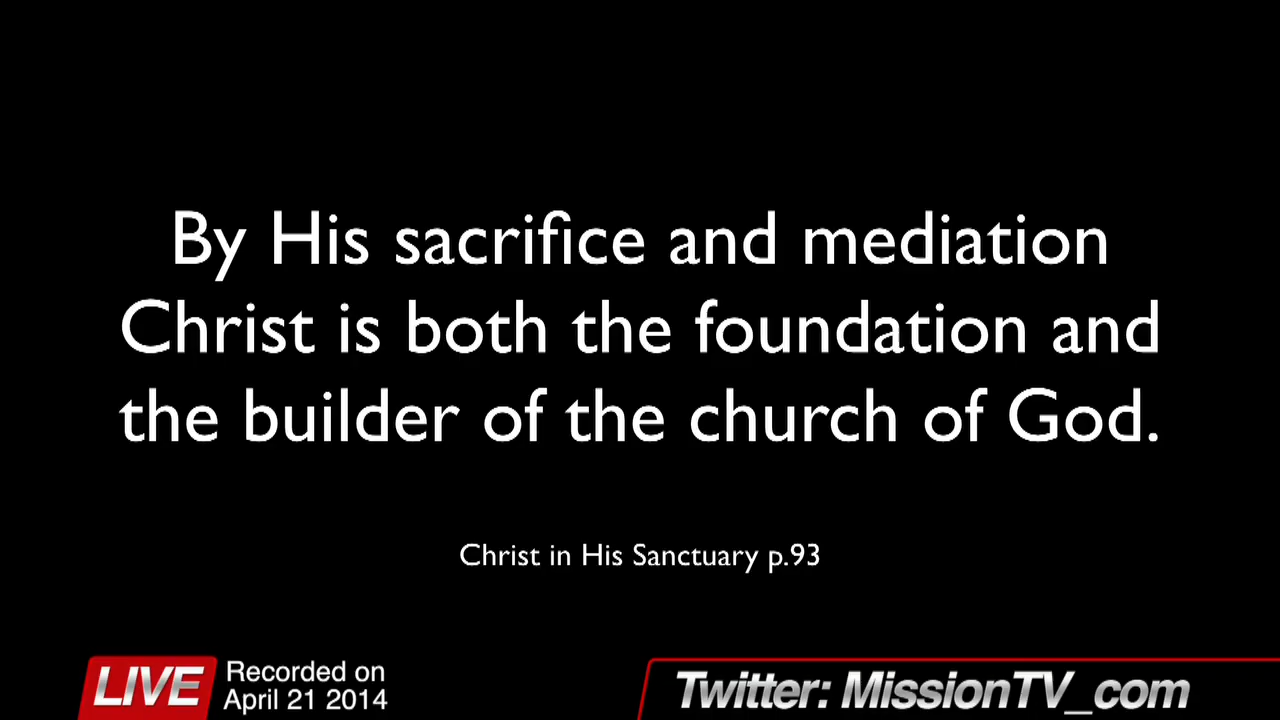 By His sacrifice and mediation
Christ is both the foundation and
the builder of the church of God.
Christ in His Sanctuary p.93
LIVE
Recorded on
April 21 2014
Twitter: MissionTV_com